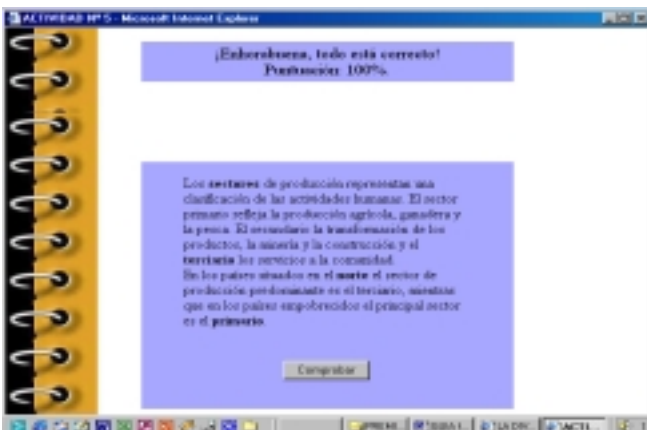 ACTIVIDAD Nº 5 - Microsoft Internet Explorer
¡Enhorabuena, todo está correcto!
Puntuación: 100%.
Los sectores de producción representan una
clasificación de las actividades humanas. El sector
primario refleja la producción agrícola, ganadera y
la pesca. El secundario la transformación de los
productos, la minería y la construcción y el
terciario los servicios a la comunidad.
En los países situados en el norte el sector de
producción predominante es el terciario, mientras
que en los países empobrecidos el principal sector
es el primario.
Comprobar